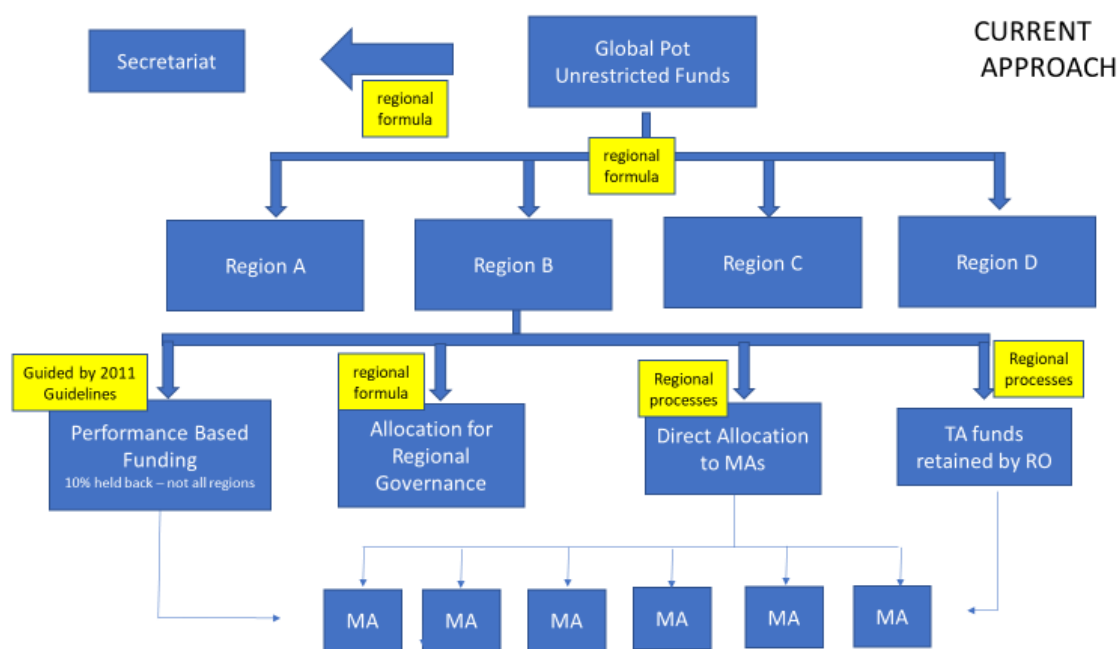 CURRENT
APPROACH
Secretariat
Global Pot
Unrestricted Funds
regional
formula
regional
formula
Region A
Region B
Region C
Region D
Guided by 2011
Guidelines
regional
formula
Regional
processes
Regional
processes
Performance Based
Funding
10% held back – not all regions
Allocation for
Regional
Governance
Direct Allocation
to MAs
TA funds
retained by RO
MA
MA
MA
MA
MA
MA